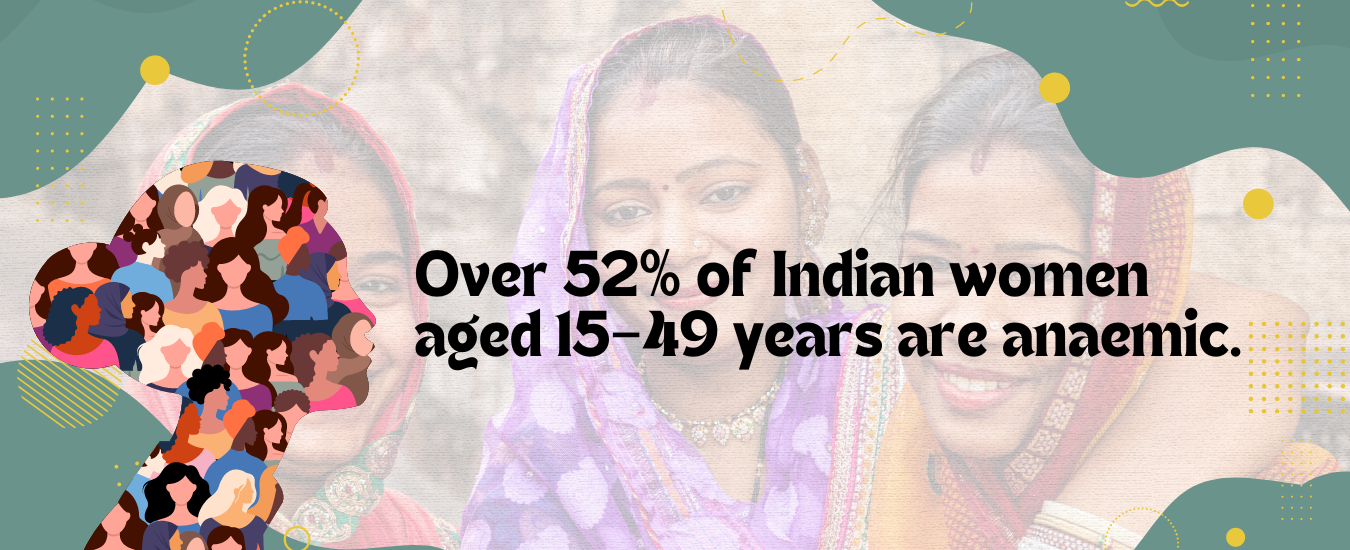 Over 52% of Indian women
aged 15–49 years are anaemic.